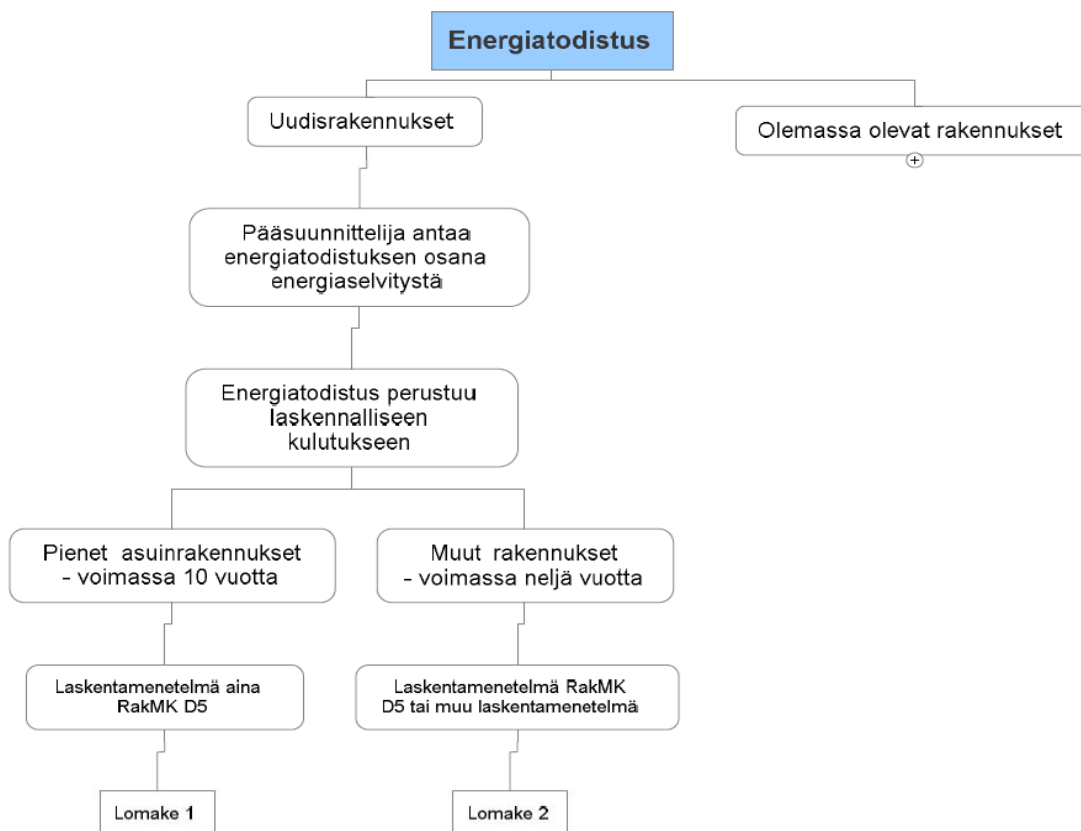 Energiatodistus
Uudisrakennukset
Olemassa olevat rakennukset
Pääsuunnittelija antaa
energiatodistuksen osana
energiaselvitystä
Energiatodistus perustuu
laskennalliseen
kulutukseen
Pienet asuinrakennukset
- voimassa 10 vuotta
Muut rakennukset
- voimassa neljä vuotta
Laskentamenetelmä aina
RakMK D5
Laskentamenetelmä RakMK
D5 tai muu laskentamenetelmä
Lomake 1
Lomake 2